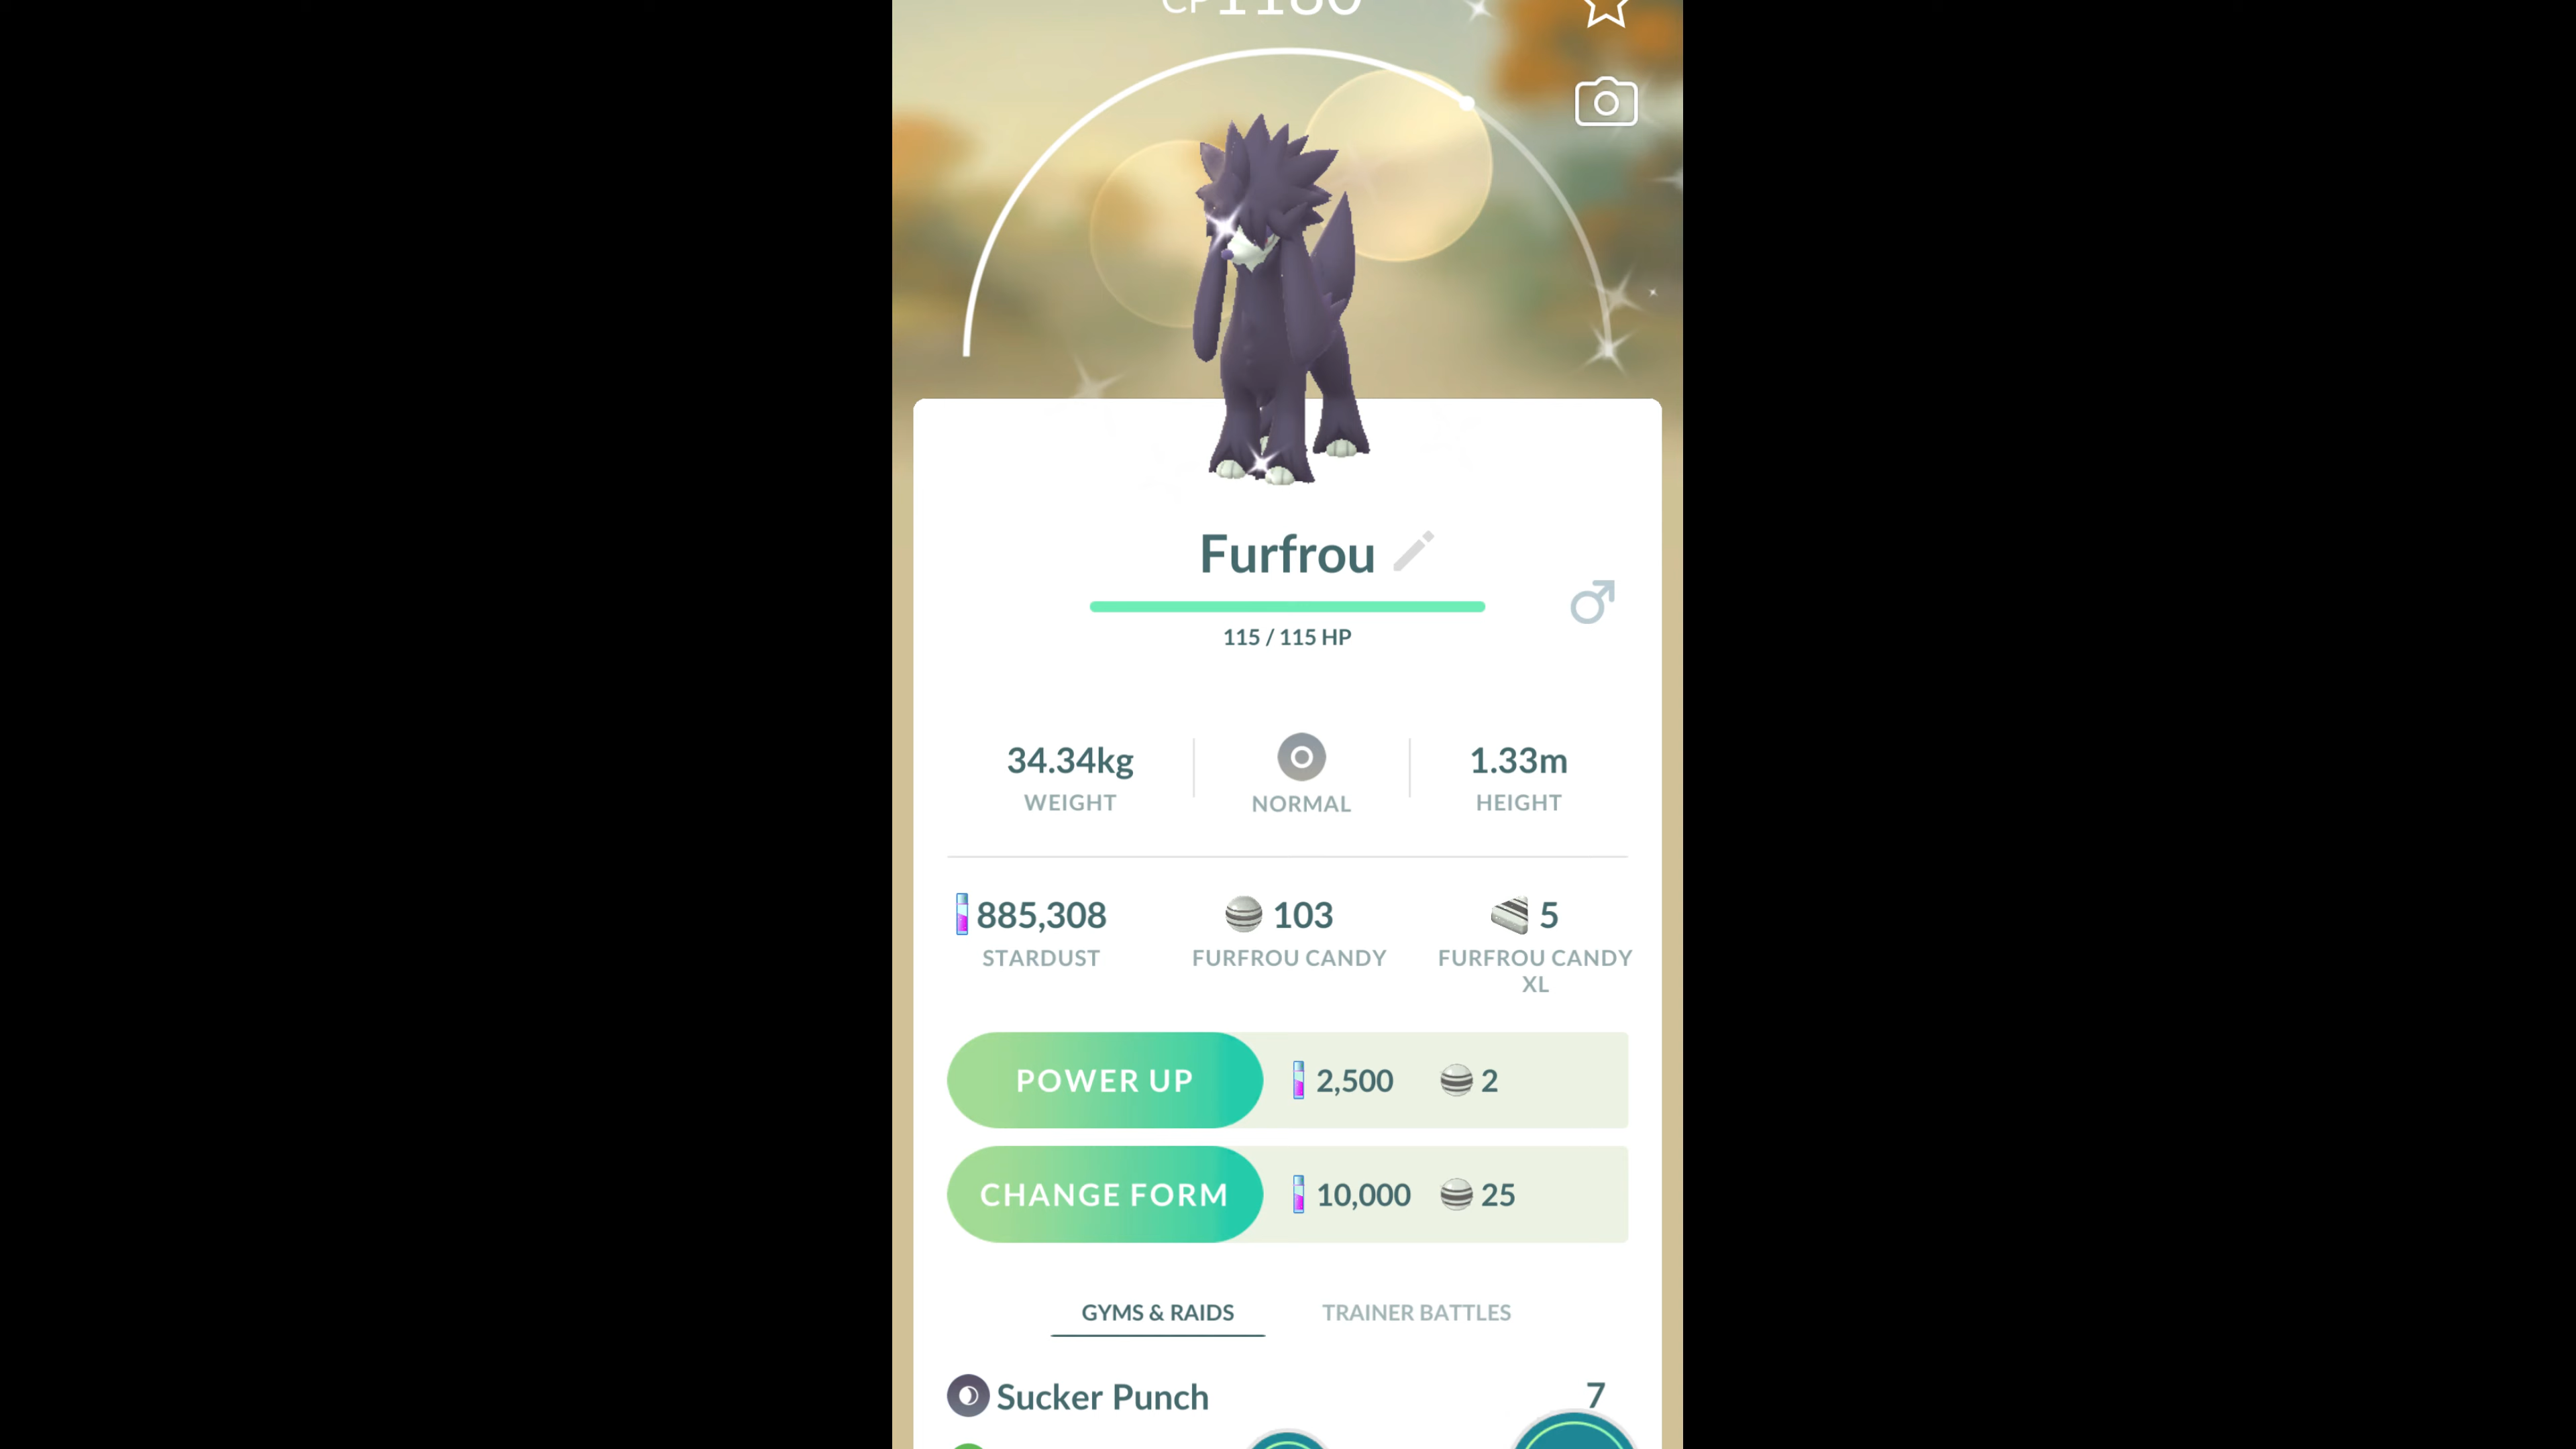 CP1180
Furfrou
115 / 115 HP
34.34kg
WEIGHT
NORMAL
1.33m
HEIGHT
885,308
STARDUST
103
FURFROU CANDY
5
FURFROU CANDY
XL
POWER UP 2,500 2
CHANGE FORM 10,000 25
GYMS & RAIDS TRAINER BATTLES
Sucker Punch 7